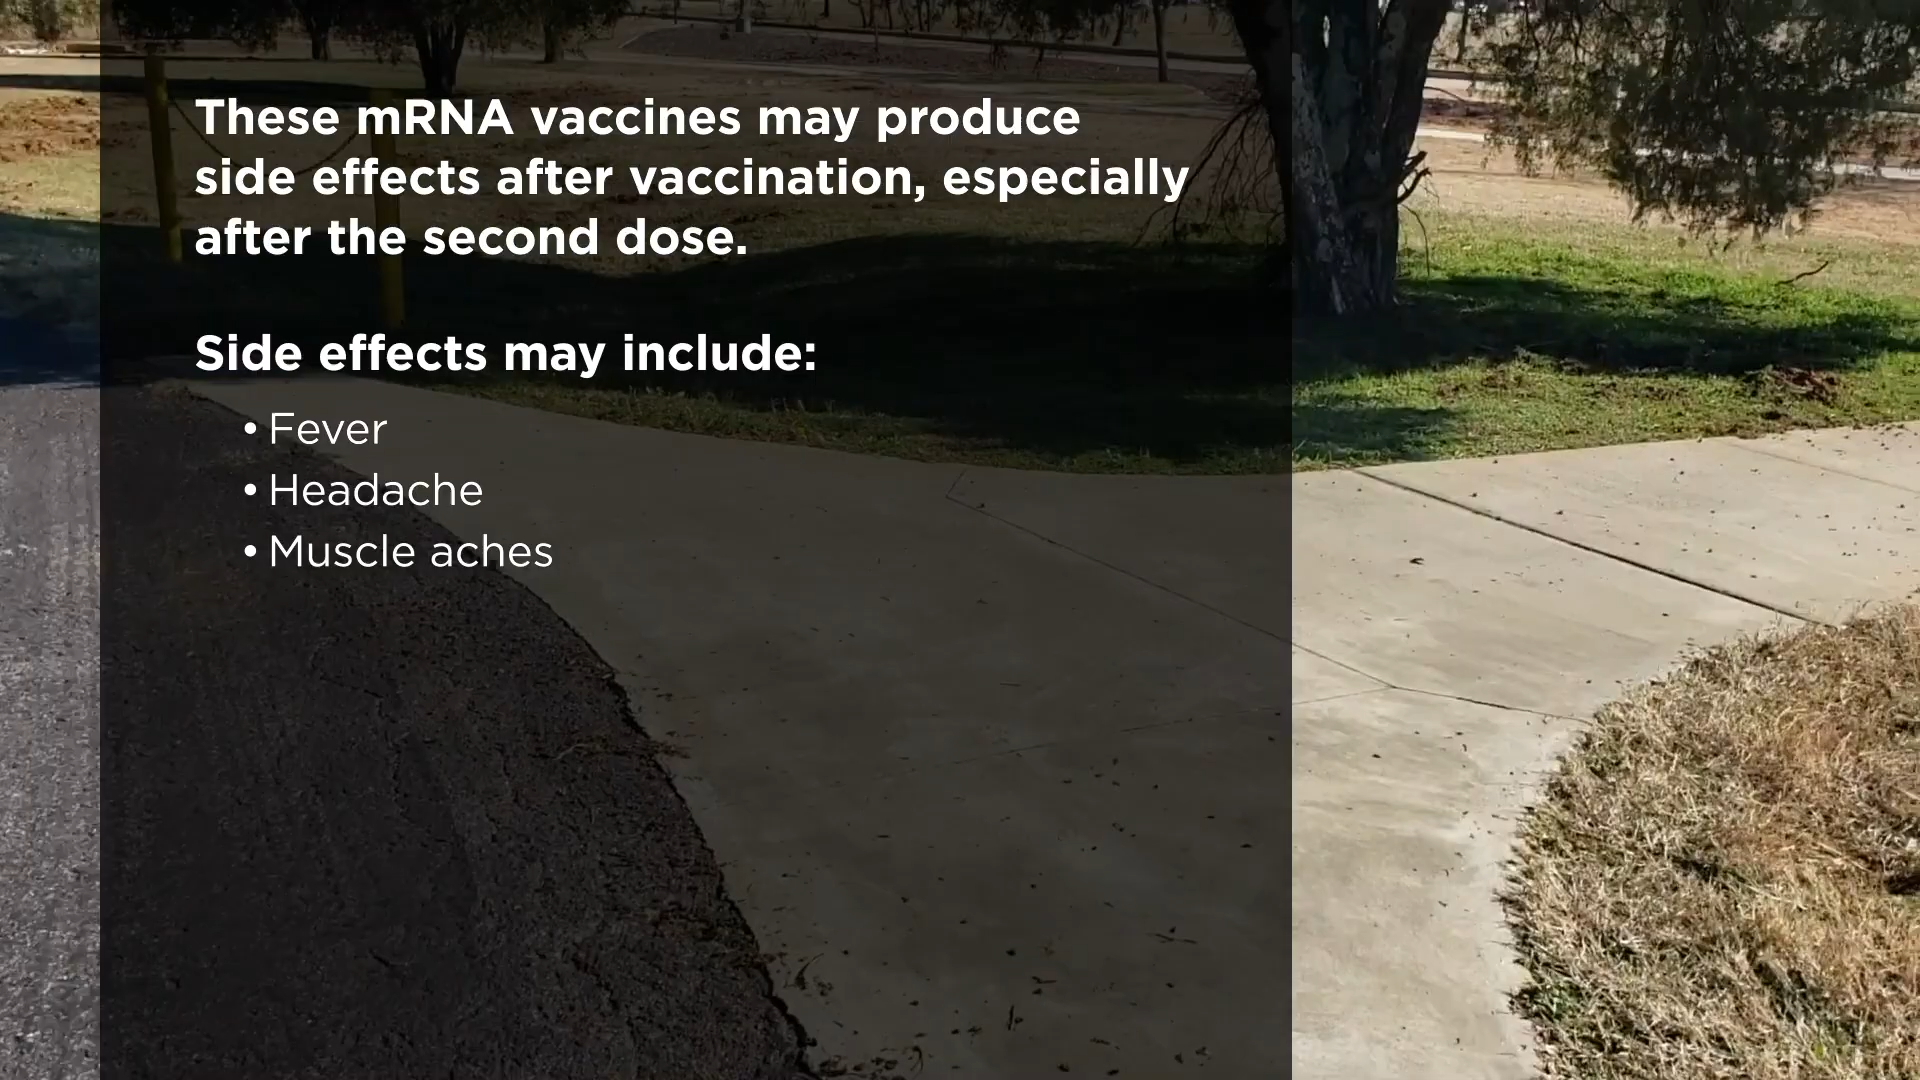 These mRNA vaccines may produce
side effects after vaccination, especially
after the second dose.
Side effects may include:
• Fever
• Headache
• Muscle aches